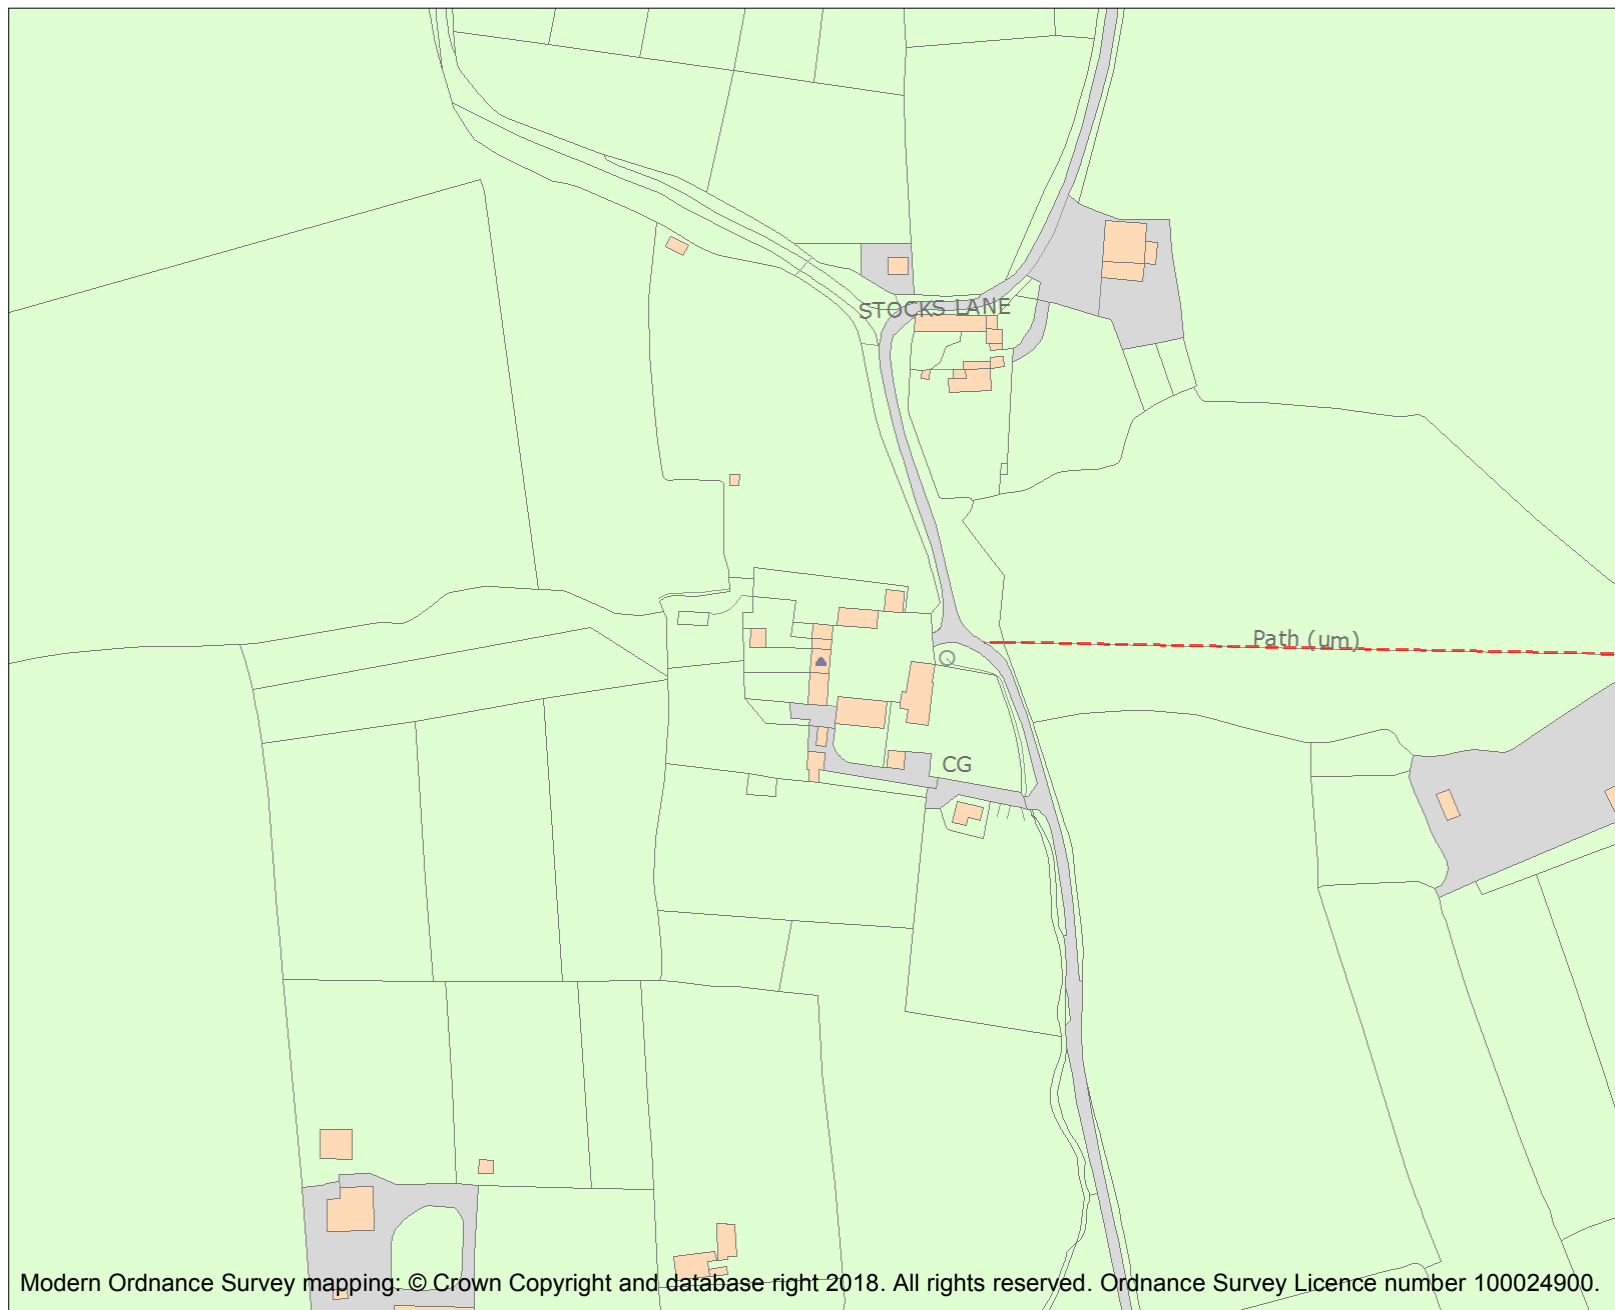 STOCKS LANE
Path (um)
CG
Modern Ordnance Survey mapping: © Crown Copyright and database right 2018. All rights reserved. Ordnance Survey Licence number 100024900.